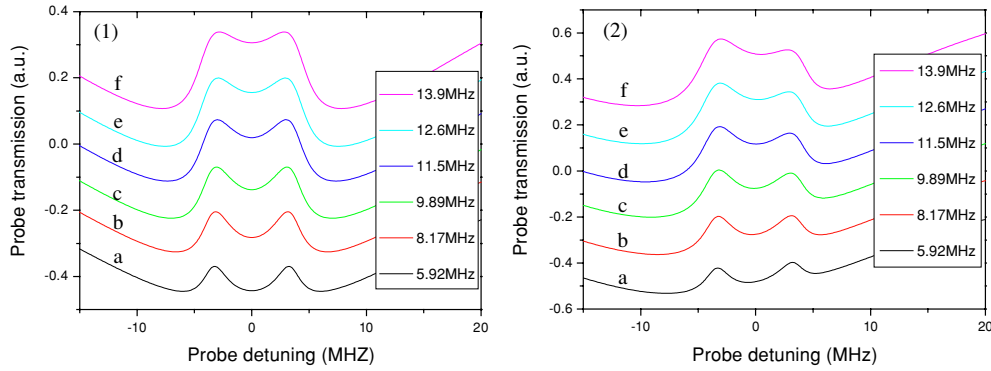 (1)
Probe transmission (a.u.)
0.4
0.2
0.0
-0.2
-0.4
f
e
d
c
b
a
13.9MHz
12.6MHz
11.5MHz
9.89MHz
8.17MHz
5.92MHz
-10
0
10
20
Probe detuning (MHZ)
(2)
Probe transmission (a.u.)
0.6
0.4
0.2
0.0
-0.2
-0.4
-0.6
f
e
d
c
b
a
13.9MHz
12.6MHz
11.5MHz
9.89MHz
8.17MHz
5.92MHz
-10
0
10
20
Probe detuning (MHz)